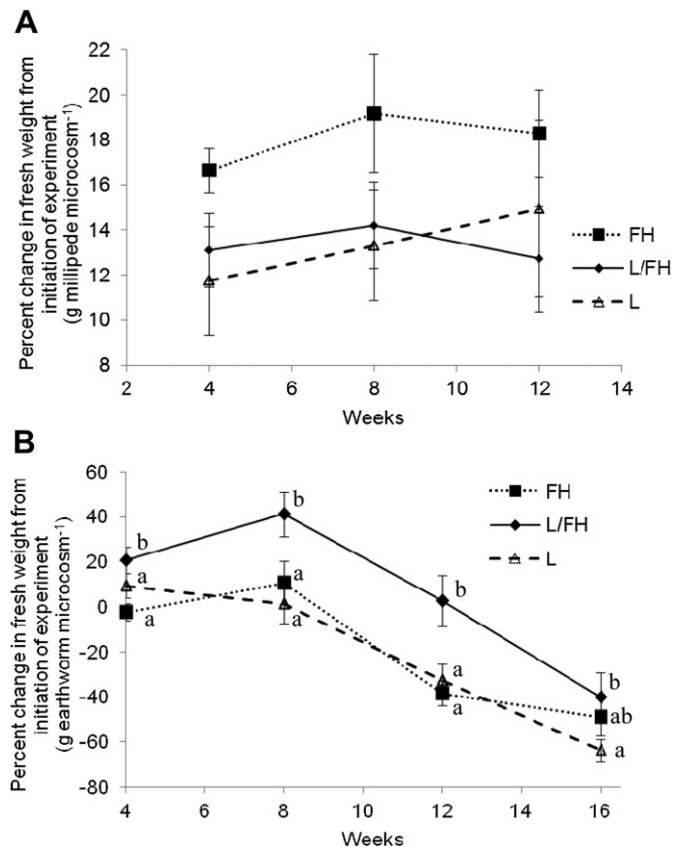 A
Percent change in fresh weight from
initiation of experiment
(g millipede microcosm⁻¹)
22
20
18
16
14
12
10
8
2
4
6
8
10
12
14
Weeks
FH
L/FH
L
B
Percent change in fresh weight from
initiation of experiment
(g earthworm microcosm⁻¹)
60
40
20
0
-20
-40
-60
-80
4
6
8
10
12
14
16
Weeks
FH
L/FH
L
b
a
a
b
a
a
b
a
a
b
ab
a